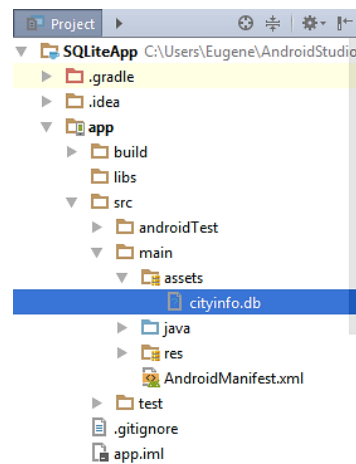 Project
SQLiteApp C:\Users\Eugene\AndroidStudio
.gradle
.idea
app
build
libs
src
androidTest
main
assets
cityinfo.db
java
res
AndroidManifest.xml
test
.gitignore
app.iml